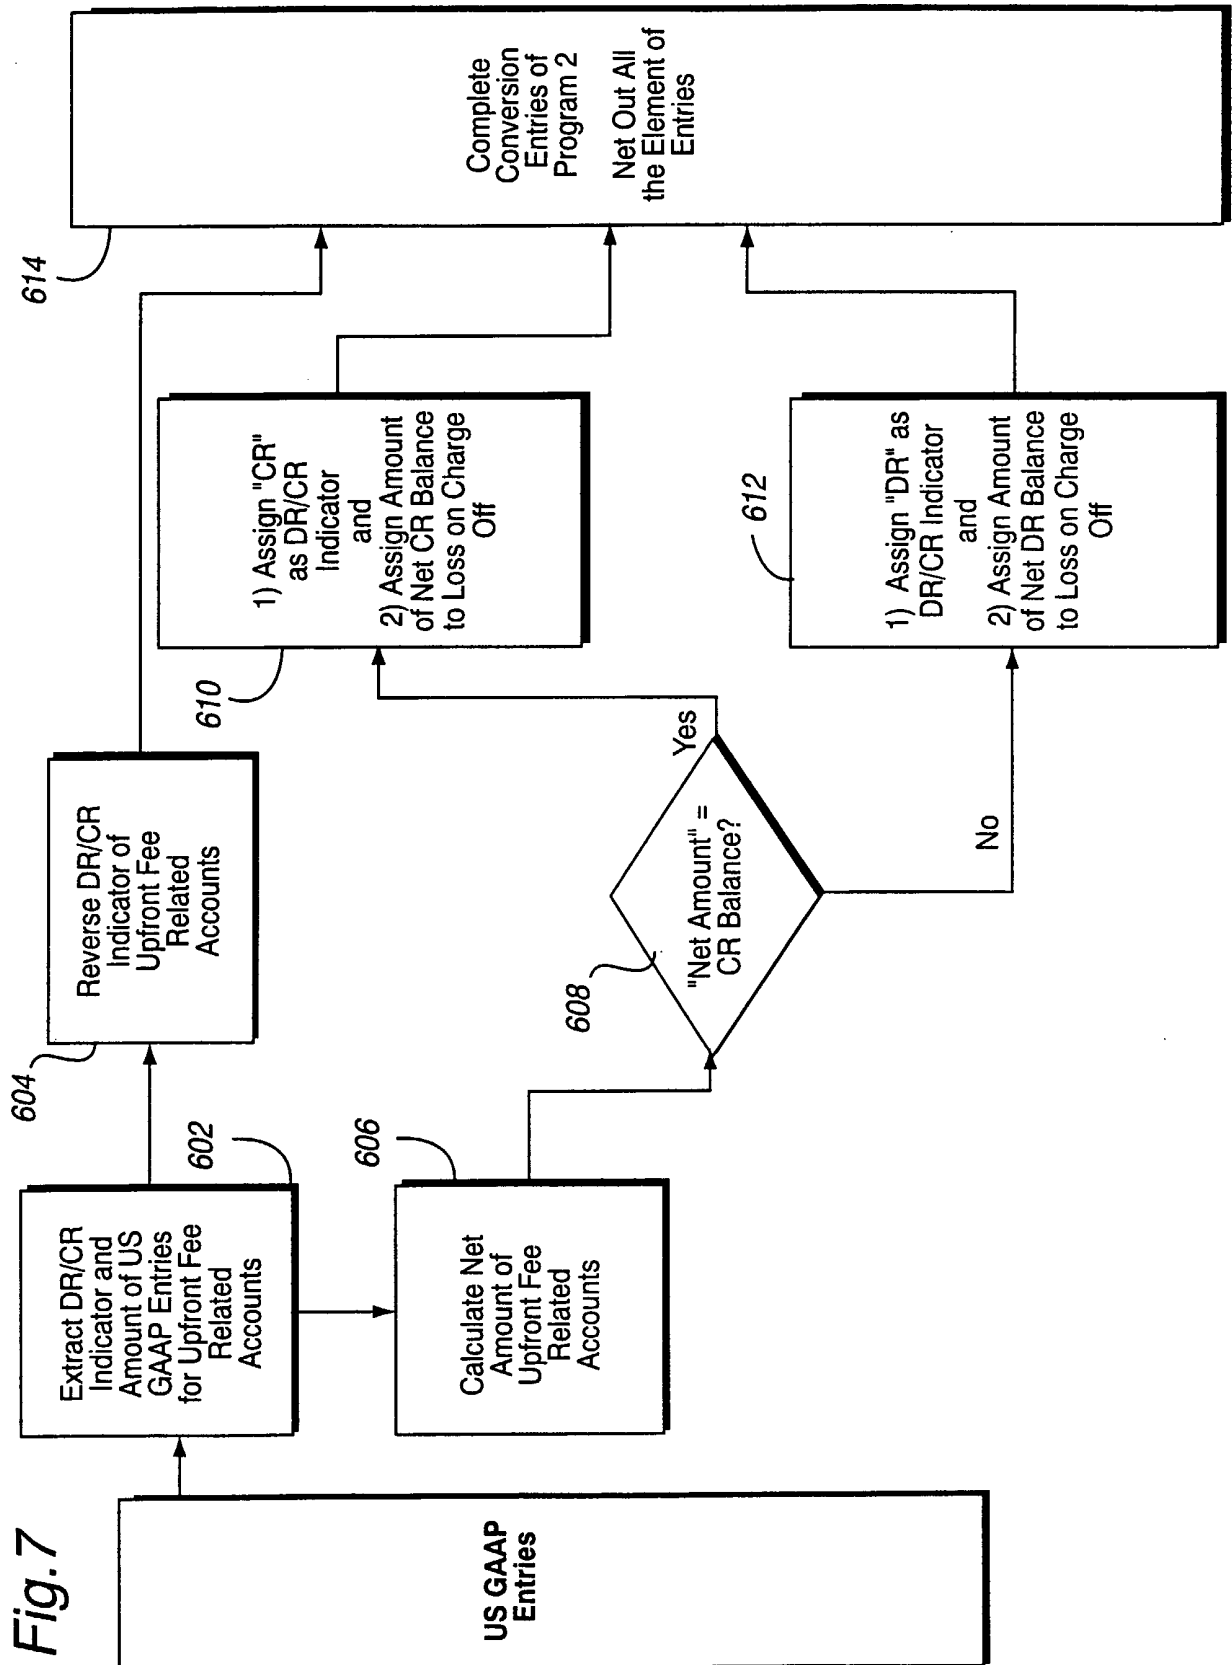 Fig.7
US GAAP
Entries
Extract DR/CR
Indicator and
Amount of US
GAAP Entries
for Upfront Fee
Related
Accounts
602
Reverse DR/CR
Indicator of
Upfront Fee
Related
Accounts
604
Calculate Net
Amount of
Upfront Fee
Related
Accounts
606
"Net Amount" =
CR Balance?
608
Yes
No
1) Assign "CR"
as DR/CR
Indicator
and
2) Assign Amount
of Net CR Balance
to Loss on Charge
Off
610
1) Assign "DR" as
DR/CR Indicator
and
2) Assign Amount
of Net DR Balance
to Loss on Charge
Off
612
Complete
Conversion
Entries of
Program 2
Net Out All
the Element of
Entries
614